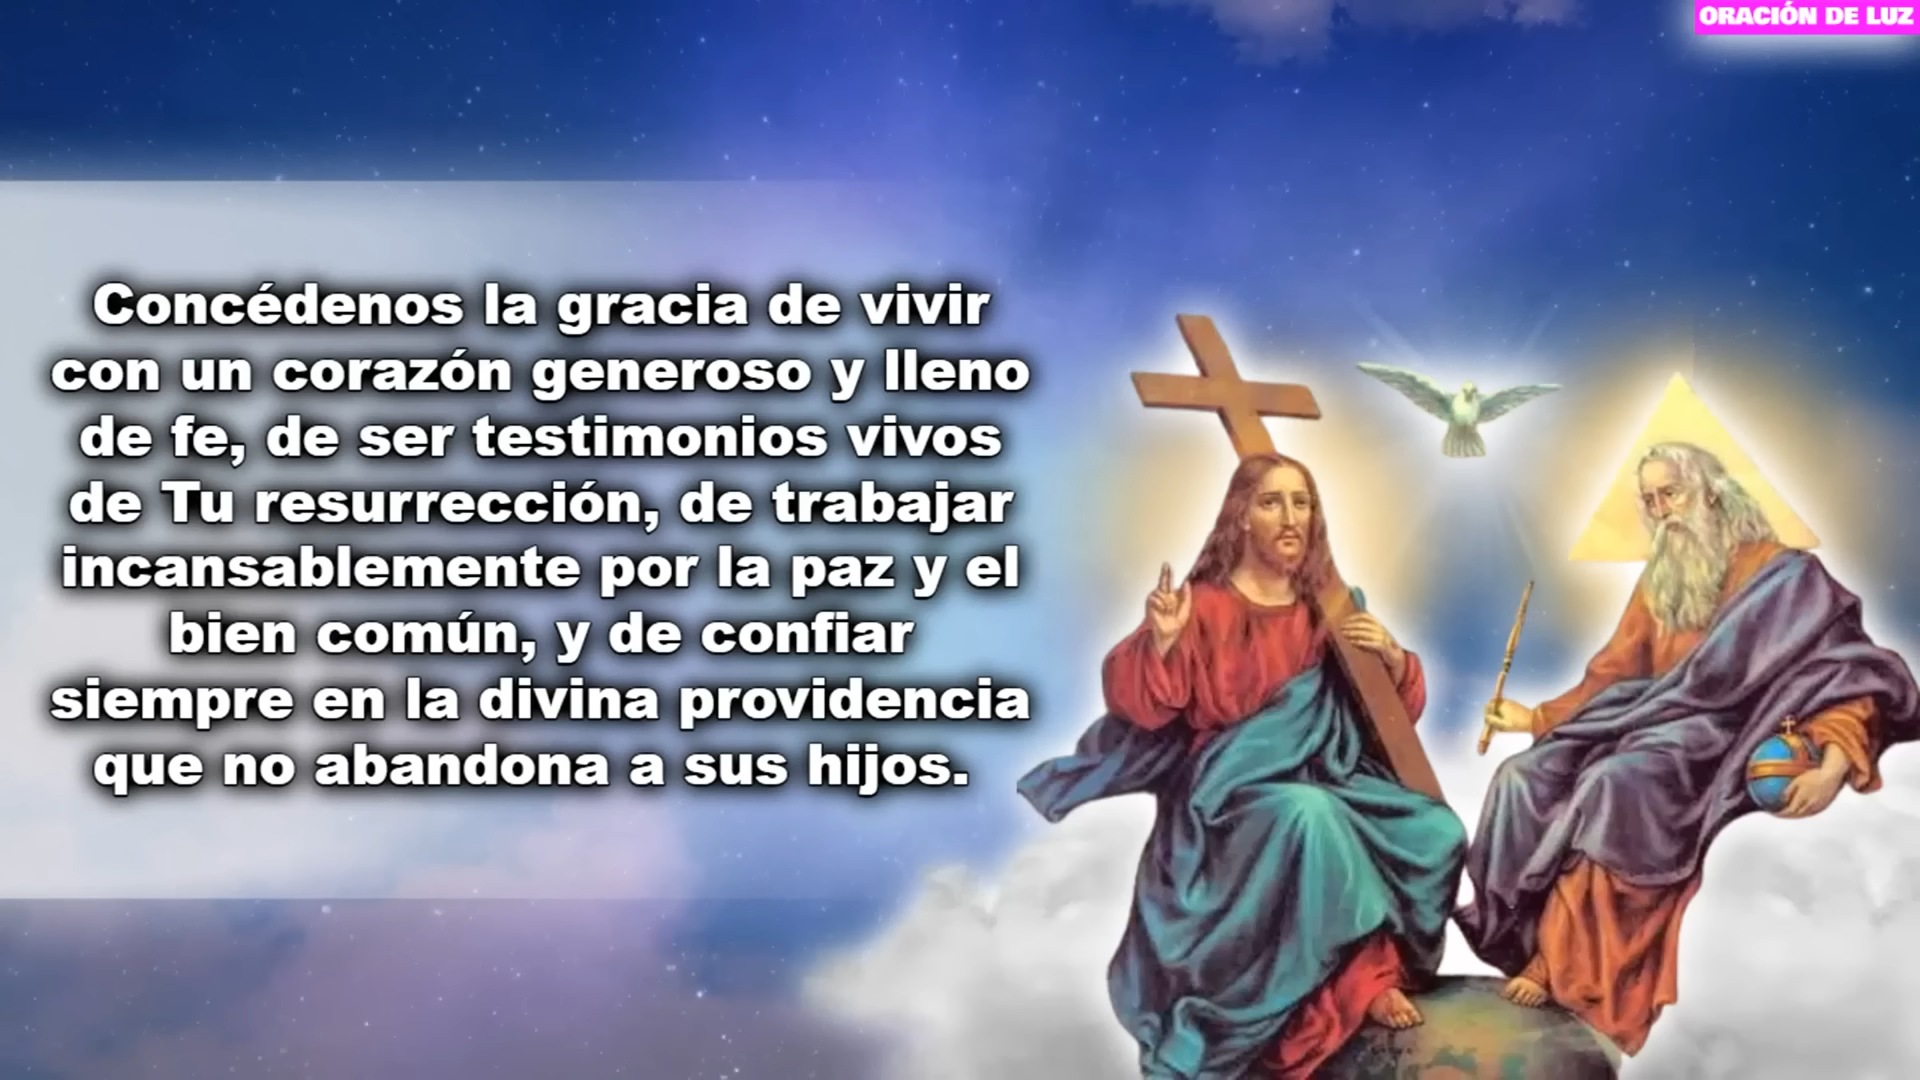 ORACIÓN DE LUZ
Concédenos la gracia de vivir
con un corazón generoso y lleno
de fe, de ser testimonios vivos
de Tu resurrección, de trabajar
incansablemente por la paz y el
bien común, y de confiar
siempre en la divina providencia
que no abandona a sus hijos.